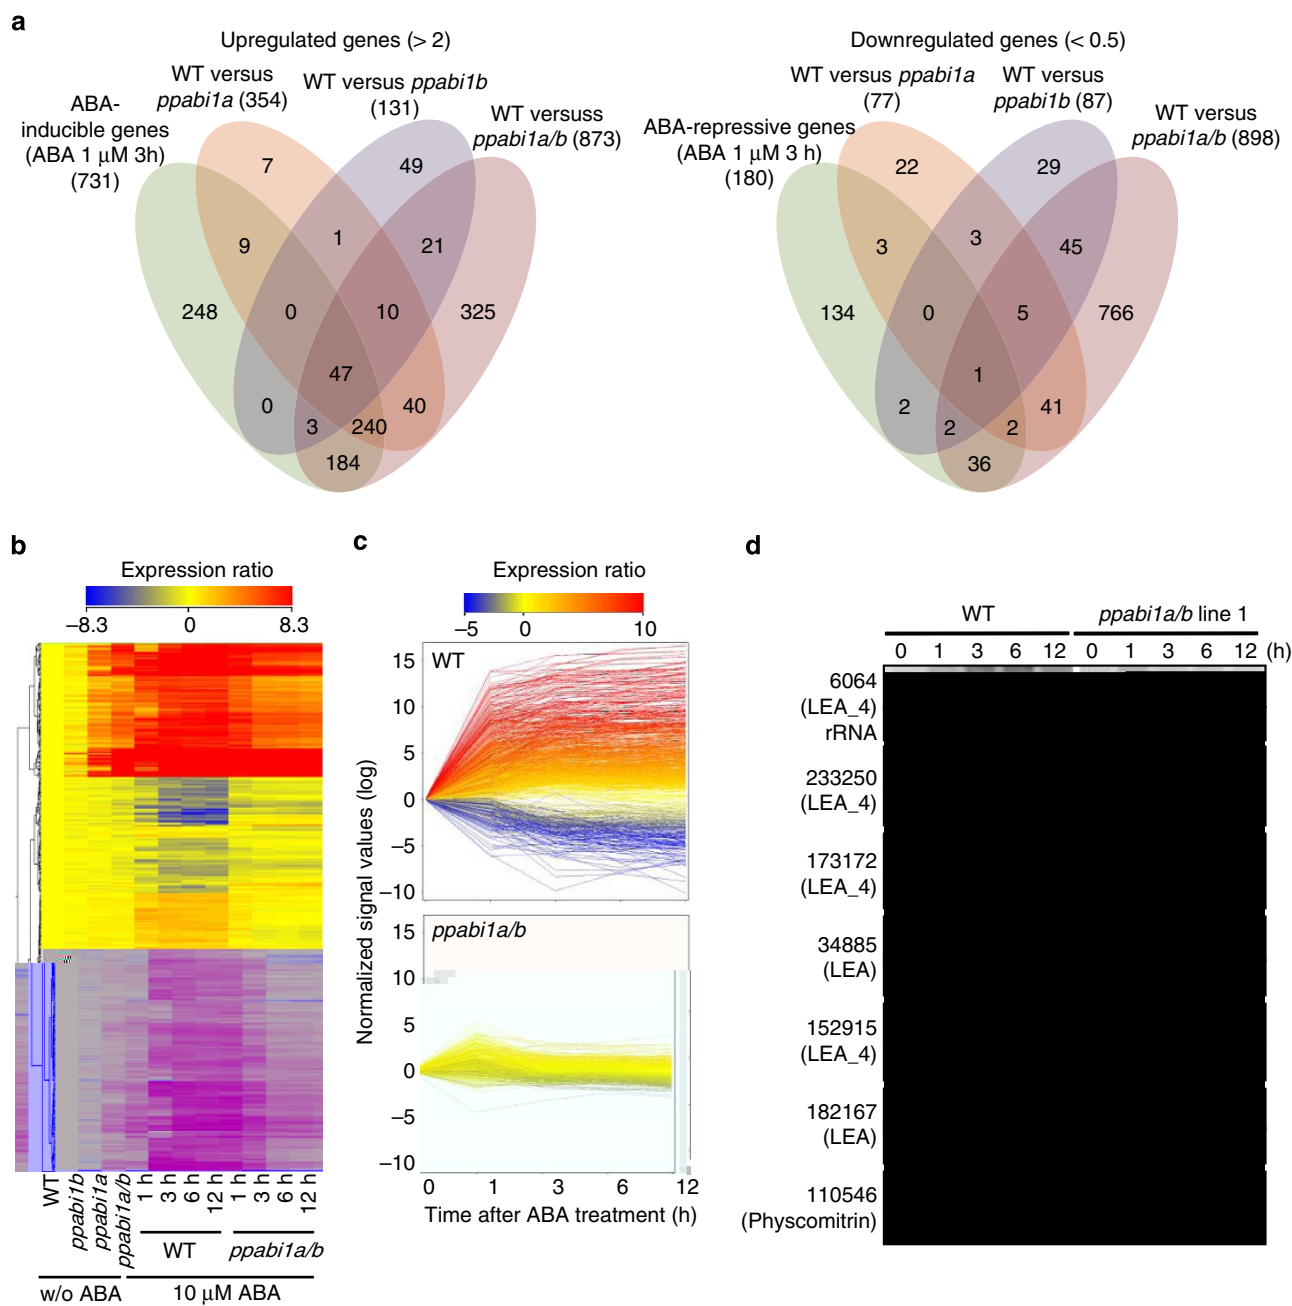 a
Upregulated genes (> 2)
WT versus
ppabi1a (354)
WT versus ppabi1b
(131)
ABA-
inducible genes
(ABA 1 µM 3h)
(731)
WT versuss
ppabi1a/b (873)
7
49
9
1
21
248
0
10
325
47
0
3
240
40
184
Downregulated genes (< 0.5)
WT versus ppabi1a
(77)
WT versus
ppabi1b (87)
ABA-repressive genes
(ABA 1 µM 3 h)
(180)
WT versus
ppabi1a/b (898)
22
29
3
3
45
134
0
5
766
1
2
2
2
41
36
b
Expression ratio
–8.3
0
8.3
WT
ppabi1b
ppabi1a
ppabi1a/b
1 h
3 h
6 h
12 h
1 h
3 h
6 h
12 h
WT
ppabi1a/b
w/o ABA
10 µM ABA
c
Expression ratio
–5
0
10
Normalized signal values (log)
WT
15
10
5
0
–5
–10
ppabi1a/b
15
10
5
0
–5
–10
0 1 3 6 12
Time after ABA treatment (h)
d
WT
ppabi1a/b line 1
0 1 3 6 12 0 1 3 6 12 (h)
6064
(LEA_4)
rRNA
233250
(LEA_4)
173172
(LEA_4)
34885
(LEA)
152915
(LEA_4)
182167
(LEA)
110546
(Physcomitrin)